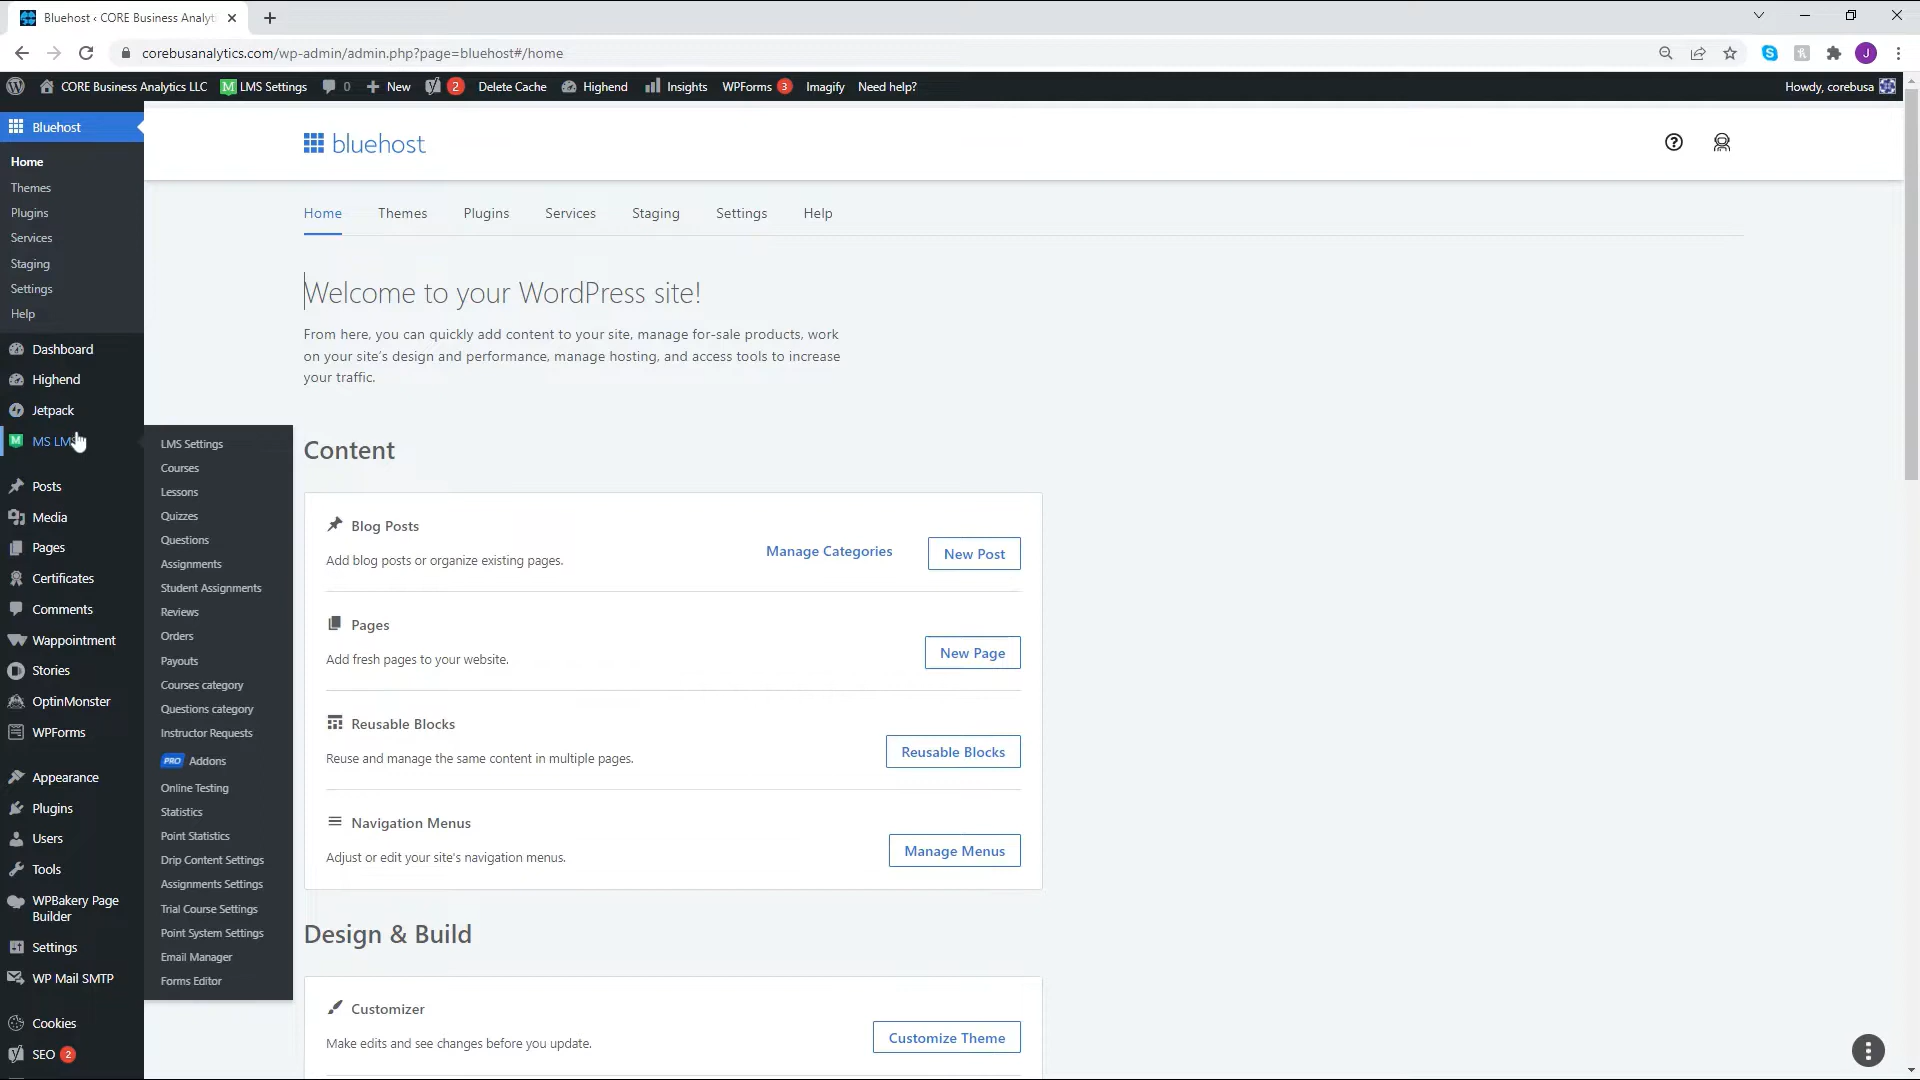 Bluehost ‹ CORE Business Analyt
corebusanalytics.com/wp-admin/admin.php?page=bluehost#/home
J
CORE Business Analytics LLC
M LMS Settings
0
New
2
Delete Cache
Highend
Insights
WPForms 3
Imagify
Need help?
Howdy, corebusa
Bluehost
Home
Themes
Plugins
Services
Staging
Settings
Help
Dashboard
Highend
Jetpack
M MS LMS
Posts
Media
Pages
Certificates
Comments
Wappointment
Stories
OptinMonster
WPForms
Appearance
Plugins
Users
Tools
WPBakery Page
Builder
Settings
WP Mail SMTP
Cookies
SEO 2
LMS Settings
Courses
Lessons
Quizzes
Questions
Assignments
Student Assignments
Reviews
Orders
Payouts
Courses category
Questions category
Instructor Requests
PRO Addons
Online Testing
Statistics
Point Statistics
Drip Content Settings
Assignments Settings
Trial Course Settings
Point System Settings
Email Manager
Forms Editor
bluehost
Home Themes Plugins Services Staging Settings Help
Welcome to your WordPress site!
From here, you can quickly add content to your site, manage for-sale products, work
on your site's design and performance, manage hosting, and access tools to increase
your traffic.
Content
Blog Posts
Add blog posts or organize existing pages.
Manage Categories
New Post
Pages
Add fresh pages to your website.
New Page
Reusable Blocks
Reuse and manage the same content in multiple pages.
Reusable Blocks
Navigation Menus
Adjust or edit your site's navigation menus.
Manage Menus
Design & Build
Customizer
Make edits and see changes before you update.
Customize Theme